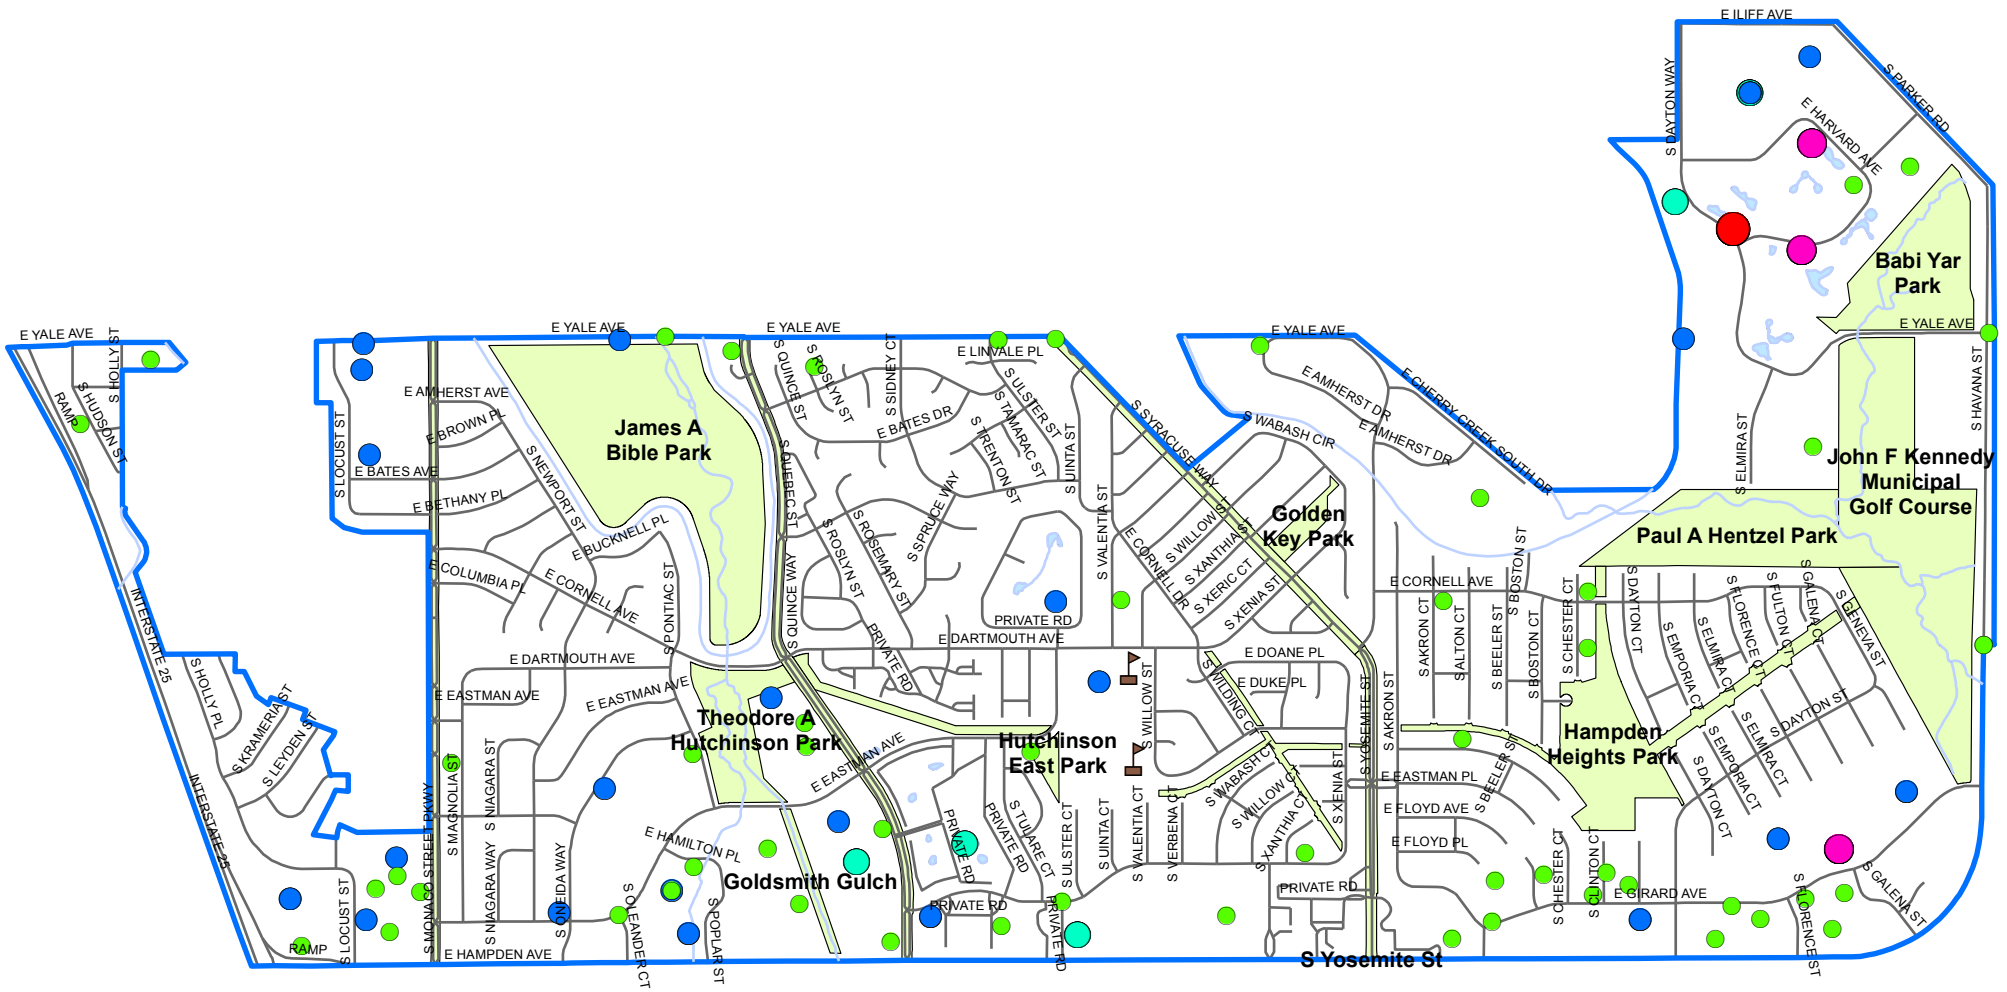 E ILIFF AVE
S PARKER RD
S DAYTON WAY
E HARVARD AVE
Babi Yar
Park
E YALE AVE
E YALE AVE
E YALE AVE
E YALE AVE
E YALE AVE
S HOLLY ST
S HUDSON ST
RAMP
S LOCUST ST
E AMHERST AVE
E BROWN PL
E BATES AVE
E BETHANY PL
S NEWPORT ST
James A
Bible Park
E BUCKNELL PL
E COLUMBIA PL
E CORNELL AVE
S PONTIAC ST
S QUINCE ST
S ROSLYN ST
S SIDNEY CT
E LINVALE PL
S ULSTER ST
S TAMARAC ST
E BATES DR
S TRENTON ST
S UINTA ST
S QUEBEC ST
S SPRUCE WAY
S ROSEMARY ST
S ROSLYN ST
S VALENTIA ST
S SYRACUSE WAY
S WABASH CIR
E AMHERST DR
E AMHERST DR
E CHERRY CREEK SOUTH DR
S ELMIRA ST
S HAVANA ST
John F Kennedy
Municipal
Golf Course
Golden
Key Park
Paul A Hentzel Park
S WILLOW ST
S XANTHIA ST
S XERIC CT
S XENIA ST
E CORNELL DR
E CORNELL AVE
S BOSTON ST
S AKRON CT
S ALTON CT
S BEELER ST
S BOSTON CT
S CHESTER CT
S DAYTON CT
S EMPORIA CT
S ELMIRA CT
S FLORENCE CT
S FULTON CT
S GALENA CT
S GENEVA ST
INTERSTATE 25
S QUINCE WAY
PRIVATE RD
PRIVATE RD
E DARTMOUTH AVE
E DARTMOUTH AVE
E EASTMAN AVE
E EASTMAN AVE
E DOANE PL
E DUKE PL
S WILDING CT
S WILLOW ST
S HOLLY PL
S KRAMERIA ST
S LEYDEN ST
Theodore A
Hutchinson Park
Hutchinson
East Park
Hampden
Heights Park
S YOSEMITE ST
S AKRON ST
S BEELER ST
S DAYTON ST
S ELMIRA CT
S EMPORIA CT
S DAYTON CT
E EASTMAN AVE
E EASTMAN PL
E FLOYD AVE
E FLOYD PL
S WABASH CT
S WILLOW CT
S XANTHIA CT
S XENIA ST
INTERSTATE 25
S MONACO STREET PKWY
S MAGNOLIA ST
S NIAGARA ST
S NIAGARA WAY
S ONEIDA WAY
E HAMILTON PL
Goldsmith Gulch
PRIVATE RD
PRIVATE RD
S TULARE CT
S ULSTER CT
S UINTA CT
S VALENTIA CT
S VERBENA CT
PRIVATE RD
PRIVATE RD
PRIVATE RD
S CHESTER CT
S CLINTON CT
E GIRARD AVE
S FLORENCE ST
S GALENA ST
S LOCUST ST
RAMP
E HAMPDEN AVE
S OLEANDER CT
S POPLAR ST
S Yosemite St